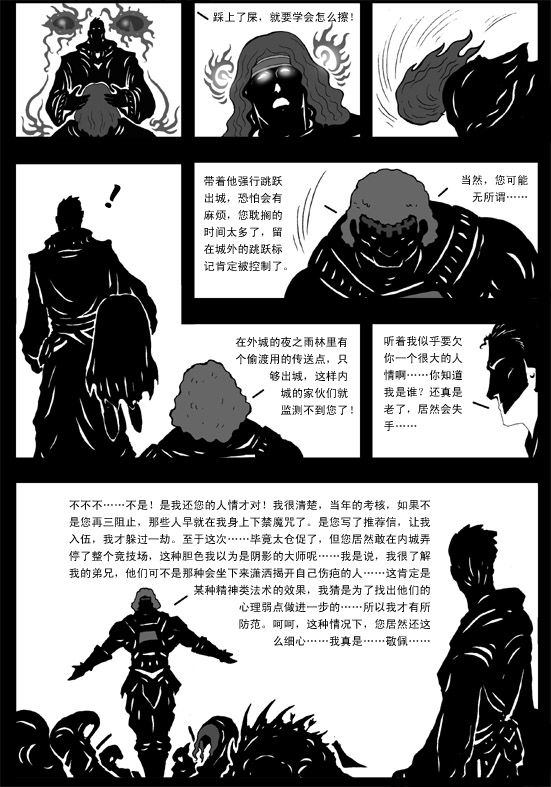 踩上了屎，就要学会怎么擦！
带着他强行跳跃
出城，恐怕会有
麻烦，您耽搁的
时间太多了，留
在城外的跳跃标
记肯定被控制了。
当然，您可能
无所谓……
！
在外城的夜之雨林里有
个偷渡用的传送点，只
够出城，这样内
城的家伙们就
监测不到您了！
听着我似乎要欠
你一个很大的人
情啊……你知道
我是谁？还真是
老了，居然会失
手……
不不不……不是！是我还您的人情才对！我很清楚，当年的考核，如果不
是您再三阻止，那些人早就在我身上下禁魔咒了。是您写了推荐信，让我
入伍，我才躲过一劫。至于这次……毕竟太仓促了，但您居然敢在内城弄
停了整个竞技场，这种胆色我以为是阴影的大师呢……我是说，我很了解
我的弟兄，他们可不是那种会坐下来潇洒揭开自己伤疤的人……这肯定是
某种精神类法术的效果，我猜是为了找出他们的
心理弱点做进一步的……所以我才有所
防范。呵呵，这种情况下，您居然还这
么细心……我真是……敬佩……